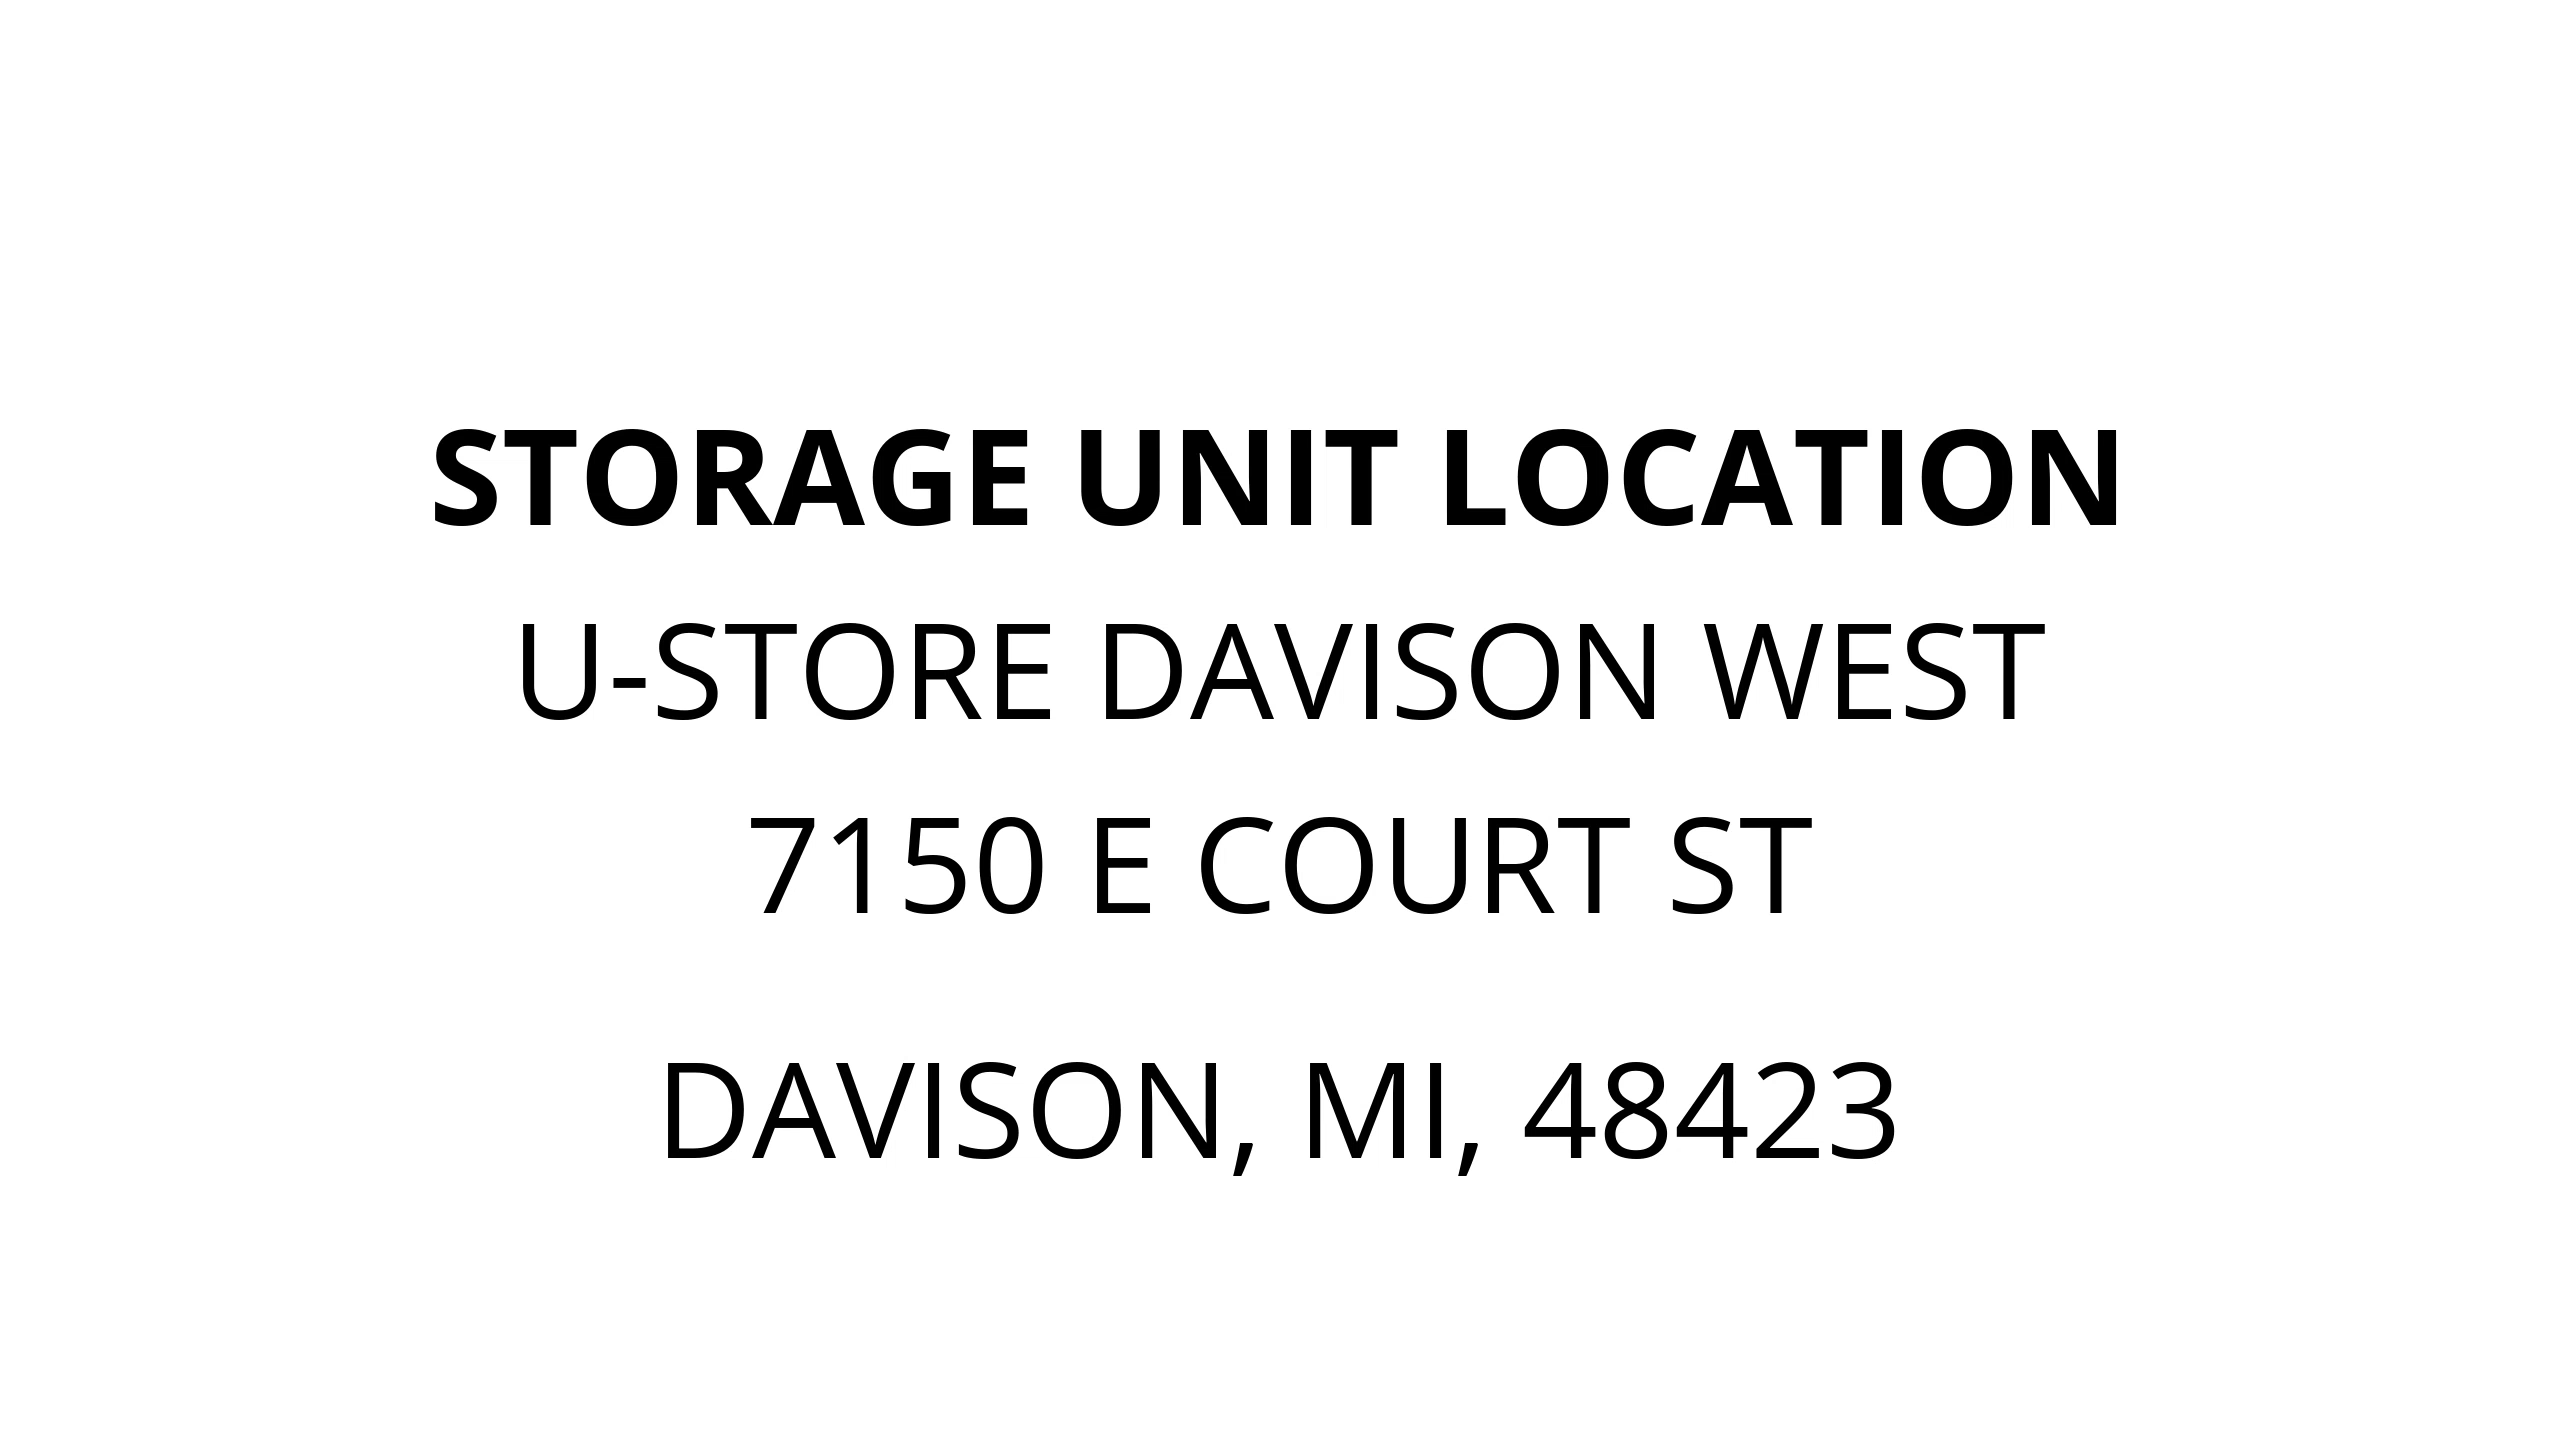 STORAGE UNIT LOCATION
U-STORE DAVISON WEST
7150 E COURT ST
DAVISON, MI, 48423